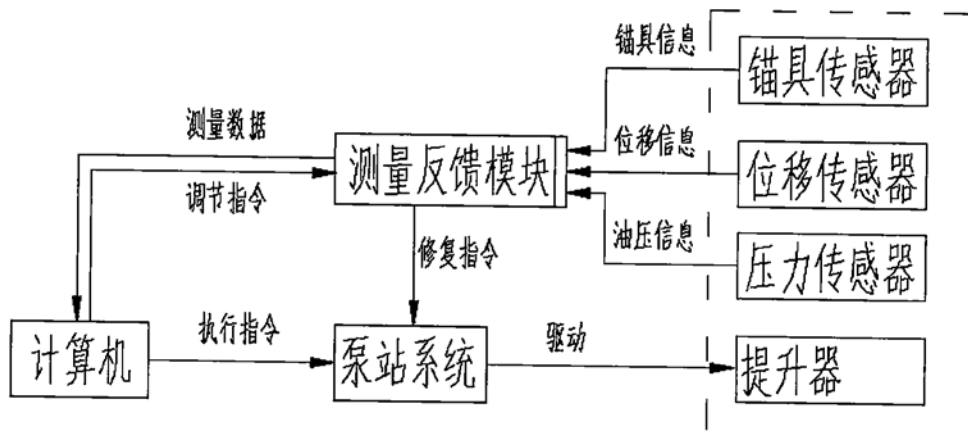 锚具信息
锚具传感器
测量数据
测量反馈模块
位移信息
位移传感器
调节指令
油压信息
修复指令
压力传感器
执行指令
驱动
计算机
泵站系统
提升器